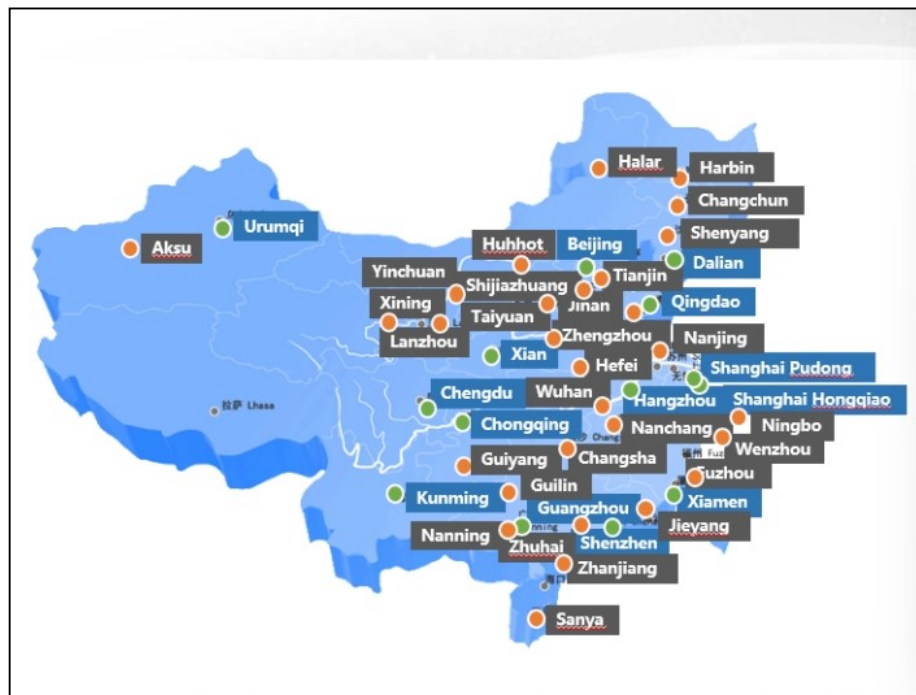 Halar
Harbin
Changchun
Urumqi
Shenyang
Aksu
Huhhot
Beijing
Dalian
Yinchuan
Shijiazhuang
Tianjin
Xining
Taiyuan
Jinan
Qingdao
Lanzhou
Zhengzhou
Nanjing
Xian
Hefei
Shanghai Pudong
Chengdu
Wuhan
Hangzhou
Shanghai Hongqiao
拉萨 Lhasa
Chongqing
Nanchang
Ningbo
Guiyang
Changsha
Wenzhou
Guilin
Fuzhou
Kunming
Guangzhou
Xiamen
Nanning
Zhuhai
Shenzhen
Jieyang
Zhanjiang
Sanya